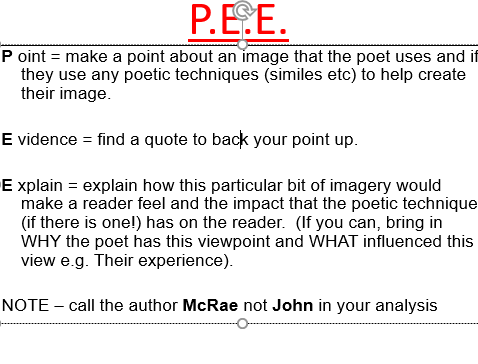 P.E.E.
P oint = make a point about an image that the poet uses and if
they use any poetic techniques (similes etc) to help create
their image.
E vidence = find a quote to back your point up.
E xplain = explain how this particular bit of imagery would
make a reader feel and the impact that the poetic technique
(if there is one!) has on the reader. (If you can, bring in
WHY the poet has this viewpoint and WHAT influenced this
view e.g. Their experience).
NOTE – call the author McRae not John in your analysis